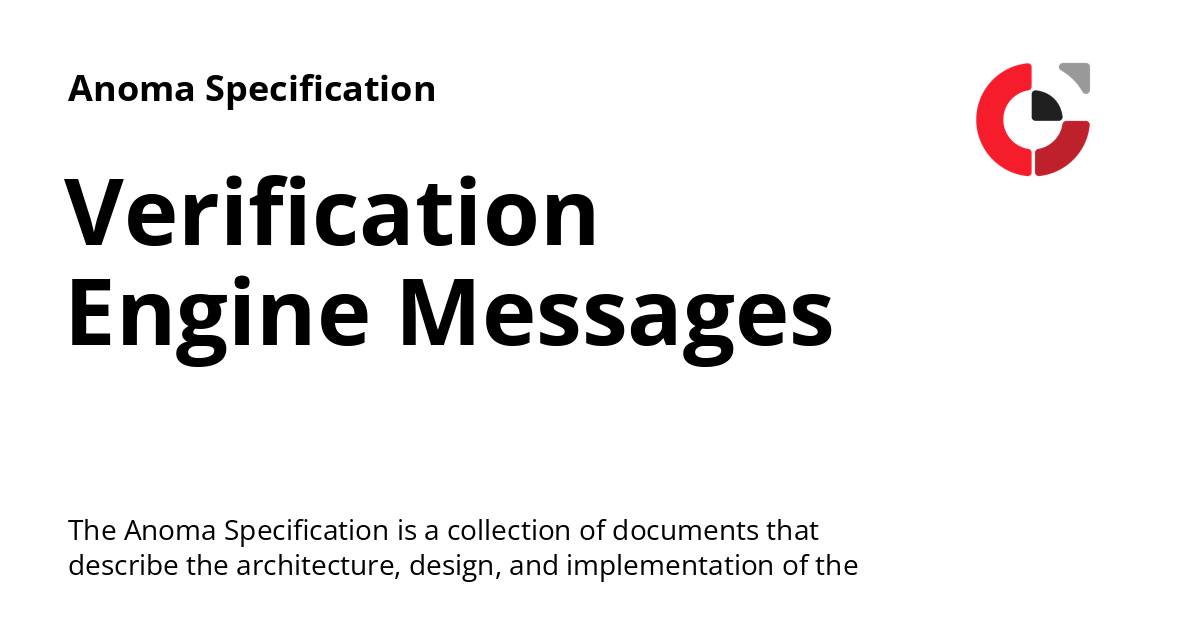 Anoma Specification
Verification
Engine Messages
The Anoma Specification is a collection of documents that
describe the architecture, design, and implementation of the